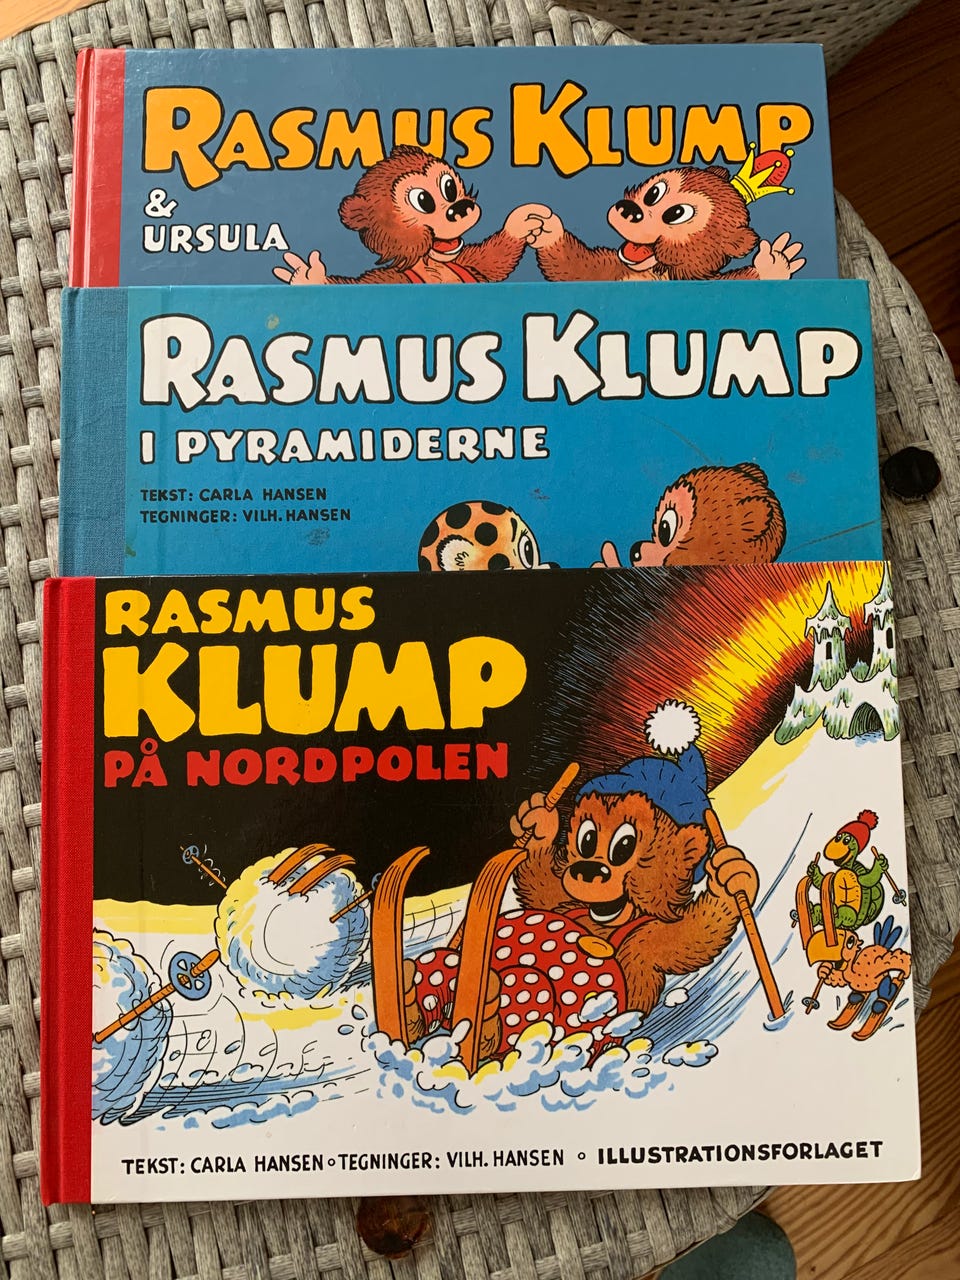 RASMUS KLUMP
&
URSULA
RASMUS KLUMP
I PYRAMIDERNE
TEKST: CARLA HANSEN
TEGNINGER: VILH. HANSEN
RASMUS
KLUMP
PÅ NORDPOLEN
TEKST: CARLA HANSEN ∘ TEGNINGER: VILH. HANSEN ∘ ILLUSTRATIONSFORLAGET